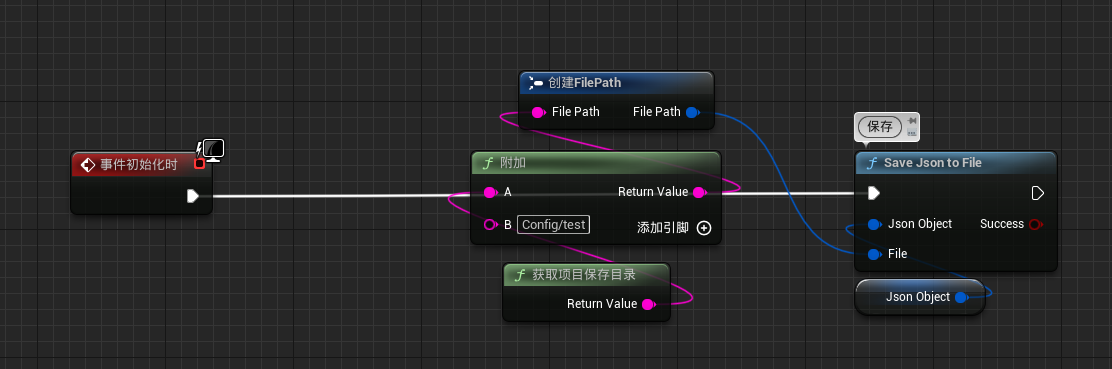 创建FilePath
File Path File Path
保存
事件初始化时
附加
Save Json to File
A Return Value
B Config/test 添加引脚
Json Object Success
File
获取项目保存目录
Return Value
Json Object